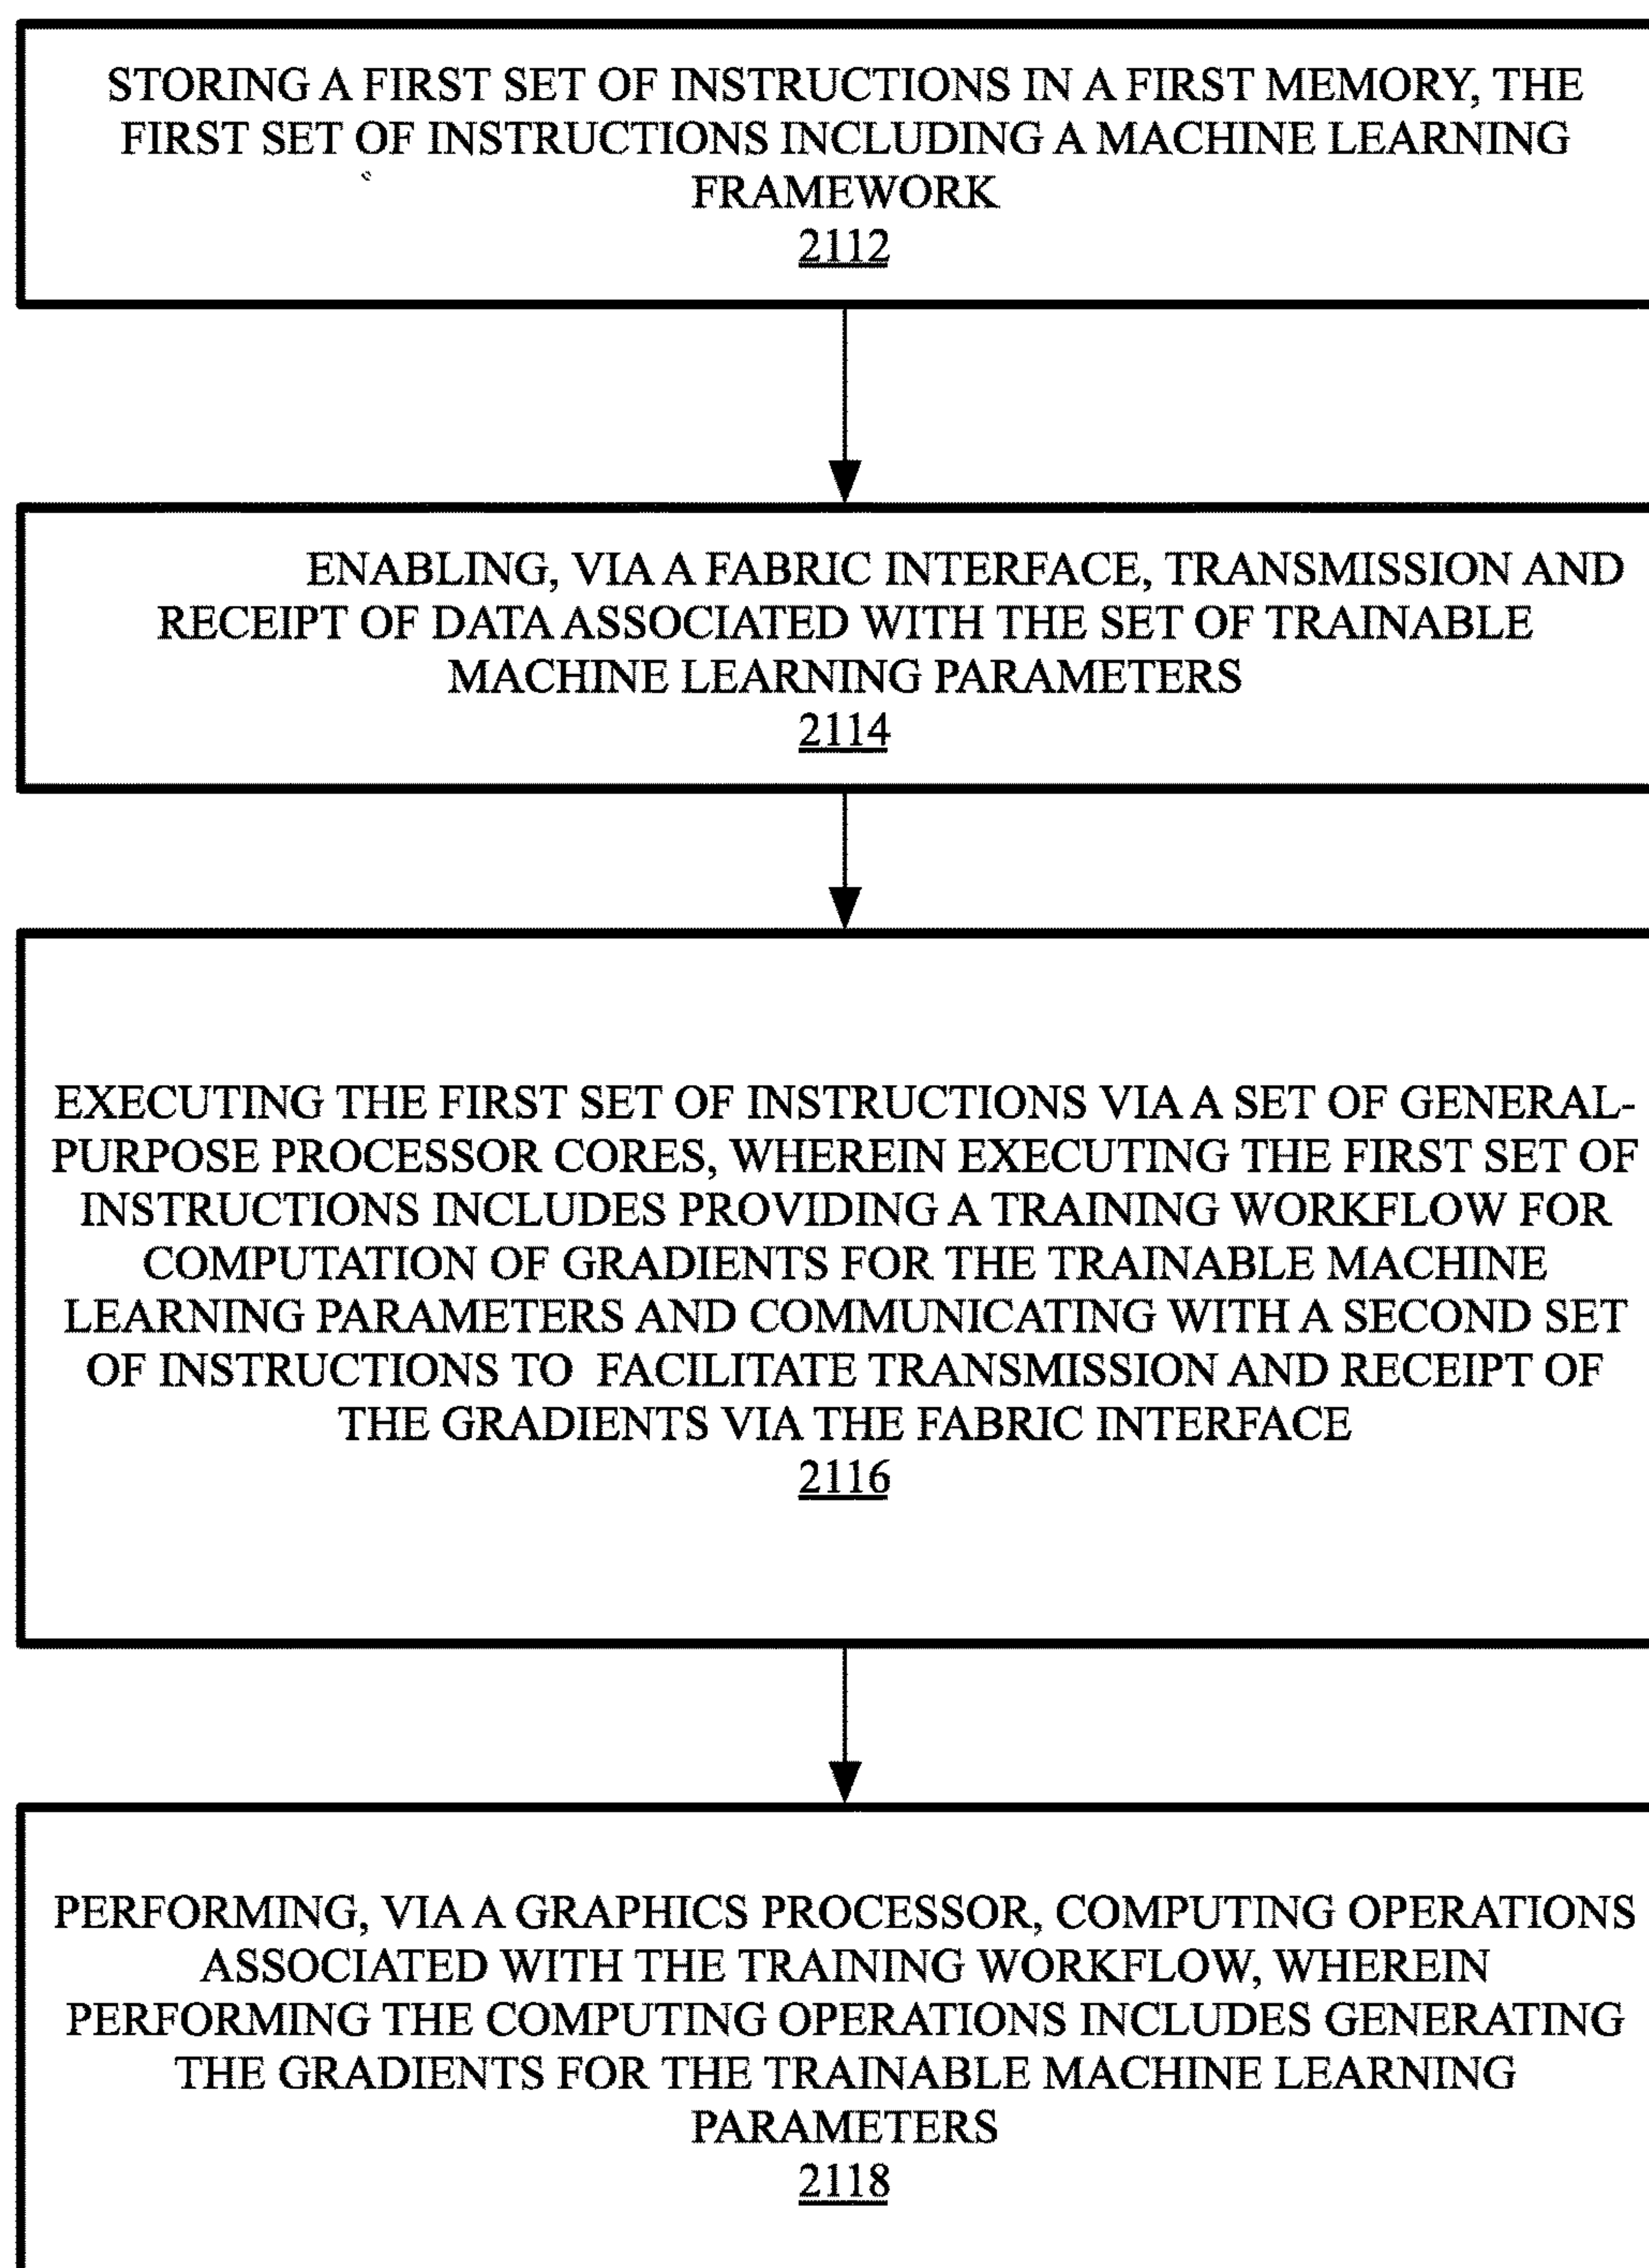 STORING A FIRST SET OF INSTRUCTIONS IN A FIRST MEMORY, THE
FIRST SET OF INSTRUCTIONS INCLUDING A MACHINE LEARNING
FRAMEWORK
2112
ENABLING, VIA A FABRIC INTERFACE, TRANSMISSION AND
RECEIPT OF DATA ASSOCIATED WITH THE SET OF TRAINABLE
MACHINE LEARNING PARAMETERS
2114
EXECUTING THE FIRST SET OF INSTRUCTIONS VIA A SET OF GENERAL-
PURPOSE PROCESSOR CORES, WHEREIN EXECUTING THE FIRST SET OF
INSTRUCTIONS INCLUDES PROVIDING A TRAINING WORKFLOW FOR
COMPUTATION OF GRADIENTS FOR THE TRAINABLE MACHINE
LEARNING PARAMETERS AND COMMUNICATING WITH A SECOND SET
OF INSTRUCTIONS TO FACILITATE TRANSMISSION AND RECEIPT OF
THE GRADIENTS VIA THE FABRIC INTERFACE
2116
PERFORMING, VIA A GRAPHICS PROCESSOR, COMPUTING OPERATIONS
ASSOCIATED WITH THE TRAINING WORKFLOW, WHEREIN
PERFORMING THE COMPUTING OPERATIONS INCLUDES GENERATING
THE GRADIENTS FOR THE TRAINABLE MACHINE LEARNING
PARAMETERS
2118